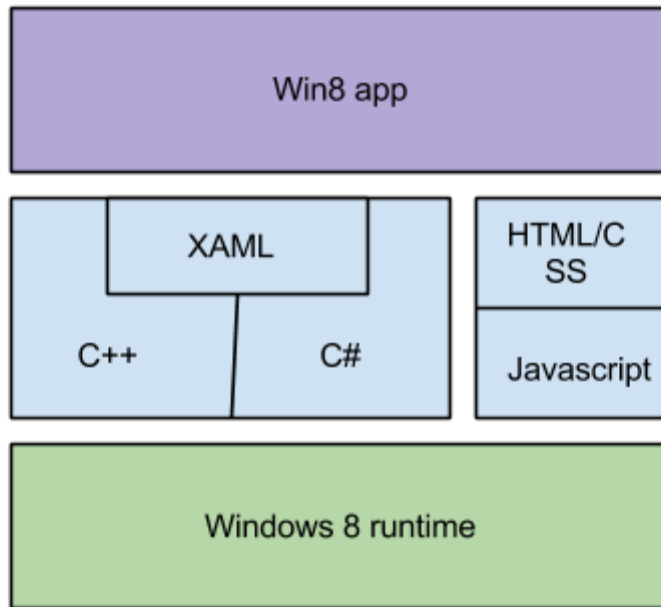 Win8 app
XAML
HTML/C
SS
C++
C#
Javascript
Windows 8 runtime